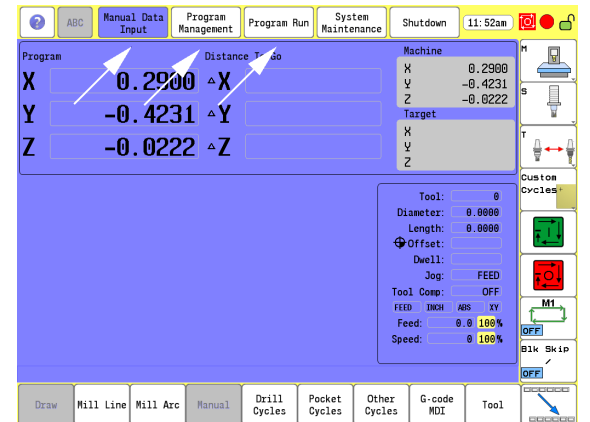 ?
ABC
Manual Data
Input
Program
Management
Program Run
System
Maintenance
Shutdown
11:52am
Program
Distance To Go
X 0.2900 ΔX
Y -0.4231 ΔY
Z -0.0222 ΔZ
Machine
X 0.2900
Y -0.4231
Z -0.0222
Target
X
Y
Z
Tool: 0
Diameter: 0.0000
Length: 0.0000
Offset:
Dwell:
Jog: FEED
Tool Comp: OFF
FEED INCH ABS XY
Feed: 0.0 100%
Speed: 0 100%
M
S
T
Custom
Cycles+
I
O
M1
OFF
Blk Skip
/
OFF
Draw
Mill Line
Mill Arc
Manual
Drill
Cycles
Pocket
Cycles
Other
Cycles
G-code
MDI
Tool